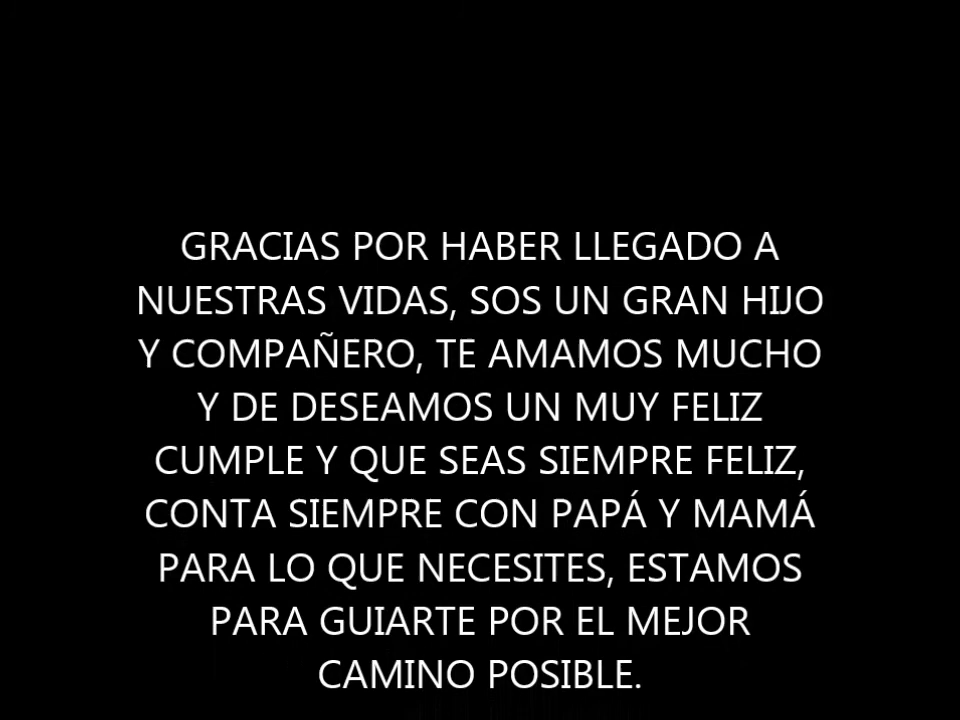 GRACIAS POR HABER LLEGADO A
NUESTRAS VIDAS, SOS UN GRAN HIJO
Y COMPAÑERO, TE AMAMOS MUCHO
Y DE DESEAMOS UN MUY FELIZ
CUMPLE Y QUE SEAS SIEMPRE FELIZ,
CONTA SIEMPRE CON PAPÁ Y MAMÁ
PARA LO QUE NECESITES, ESTAMOS
PARA GUIARTE POR EL MEJOR
CAMINO POSIBLE.